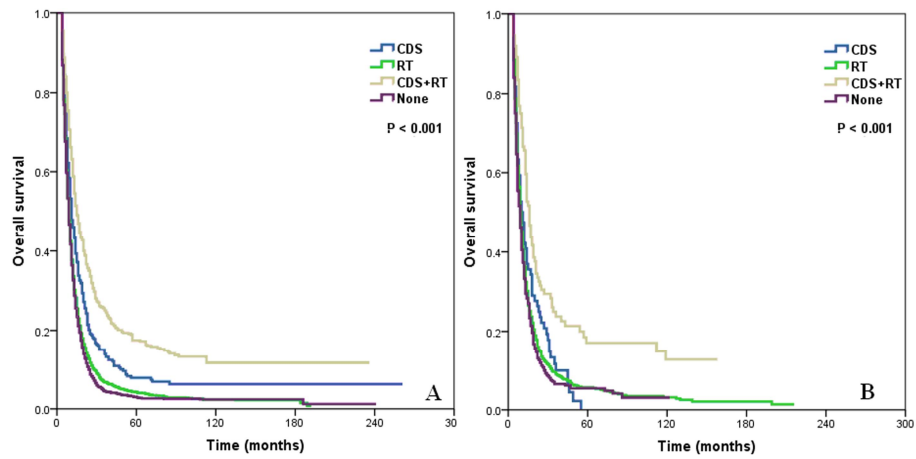 1.0
0.8
0.6
0.4
0.2
0.0
Overall survival
0
60
120
180
240
30
Time (months)
CDS
RT
CDS+RT
None
P < 0.001
A
1.0
0.8
0.6
0.4
0.2
0.0
Overall survival
0
60
120
180
240
300
Time (months)
CDS
RT
CDS+RT
None
P < 0.001
B